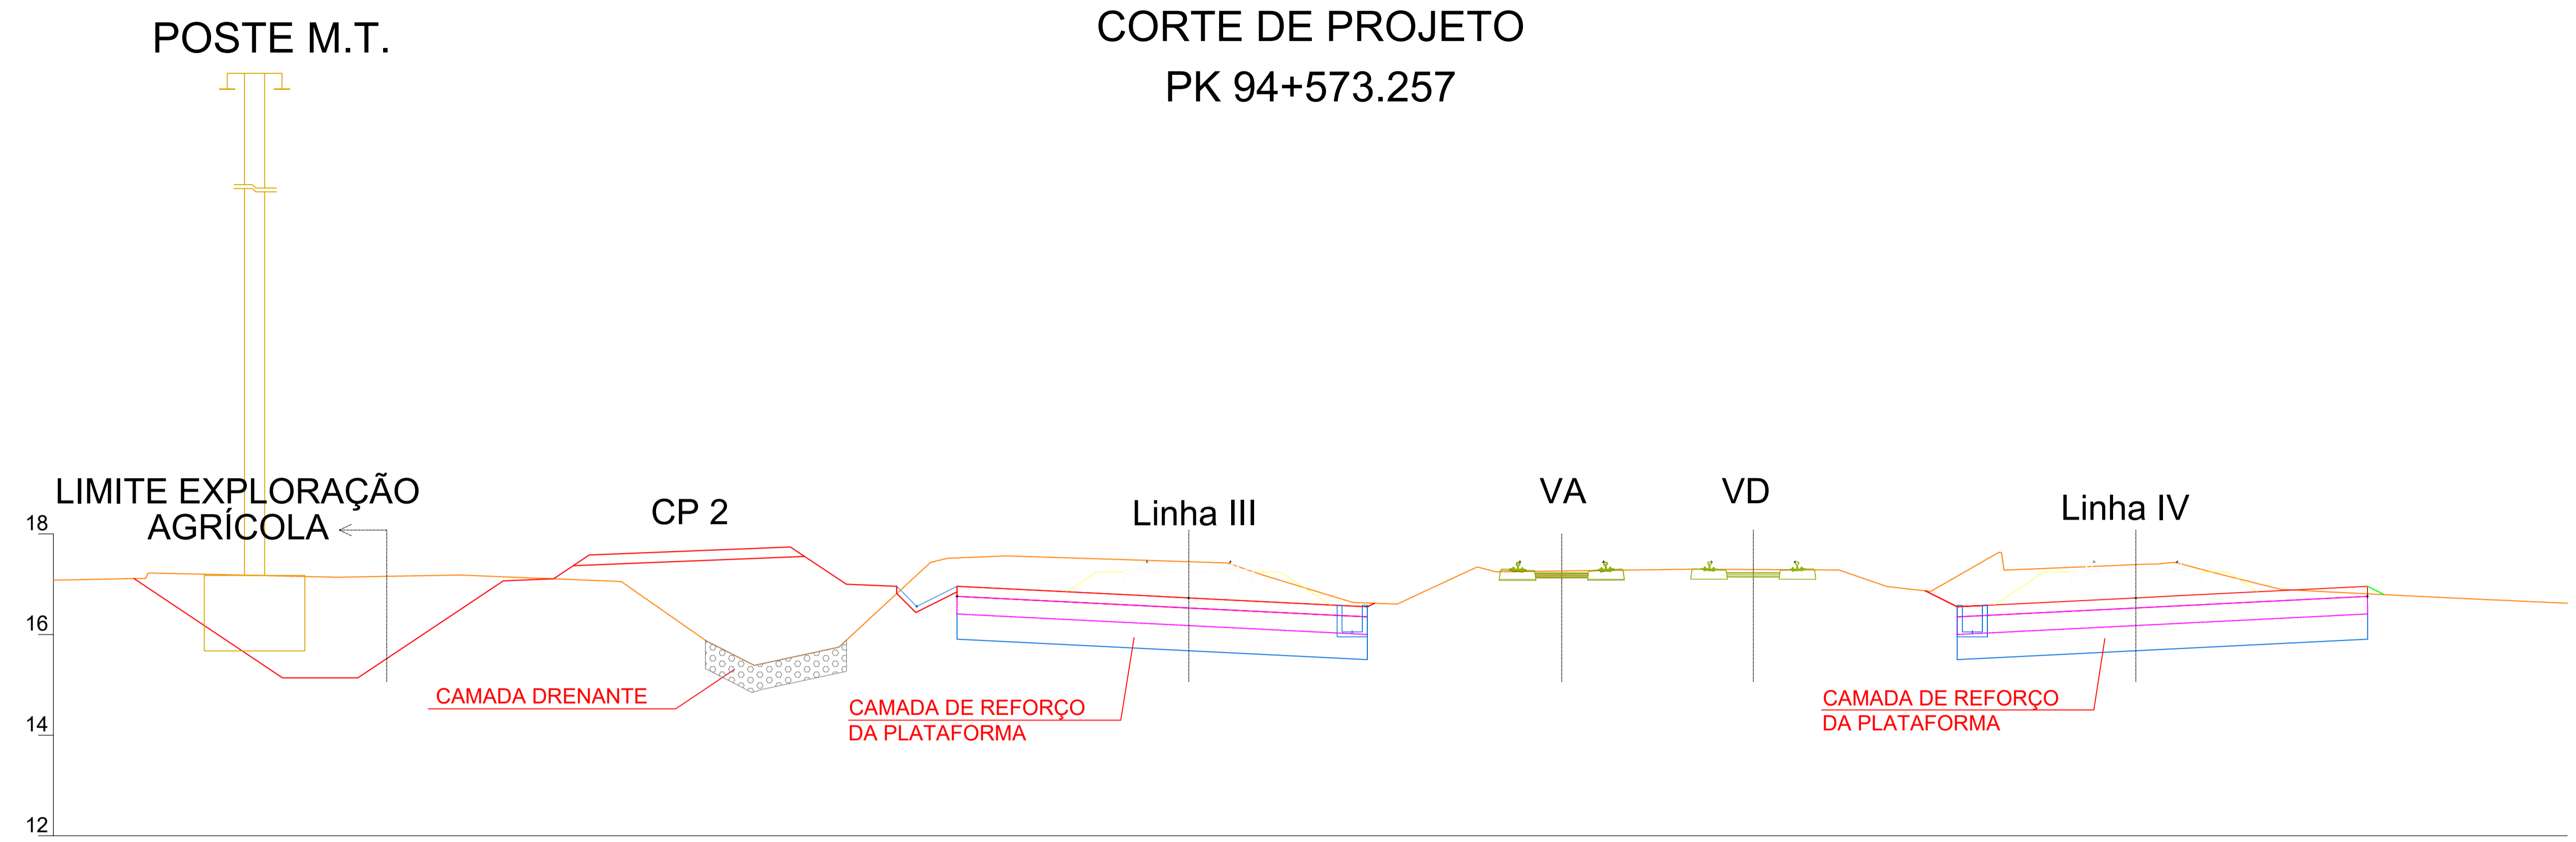 CORTE DE PROJETO
PK 94+573.257
POSTE M.T.
LIMITE EXPLORAÇÃO
AGRÍCOLA
CP 2
Linha III
VA
VD
Linha IV
18
16
14
12
CAMADA DRENANTE
CAMADA DE REFORÇO
DA PLATAFORMA
CAMADA DE REFORÇO
DA PLATAFORMA